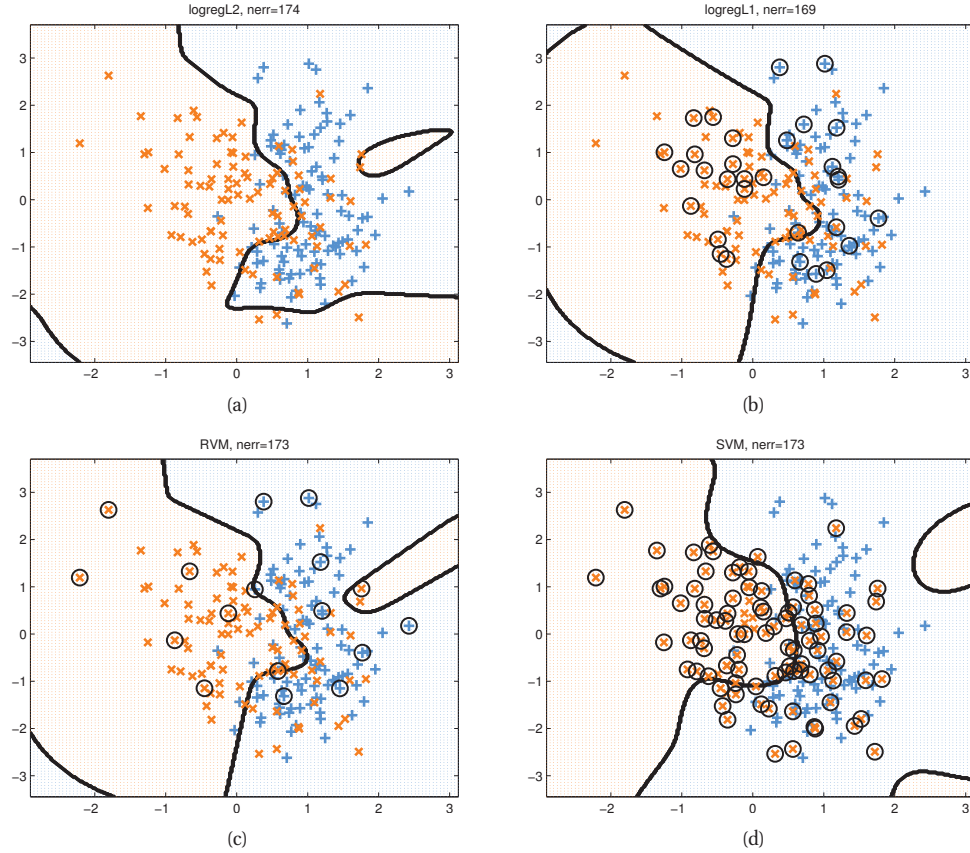 logregL2, nerr=174
3
2
1
0
−1
−2
−3
−2 −1 0 1 2 3
(a)
logregL1, nerr=169
3
2
1
0
−1
−2
−3
−2 −1 0 1 2 3
(b)
RVM, nerr=173
3
2
1
0
−1
−2
−3
−2 −1 0 1 2 3
(c)
SVM, nerr=173
3
2
1
0
−1
−2
−3
−2 −1 0 1 2 3
(d)